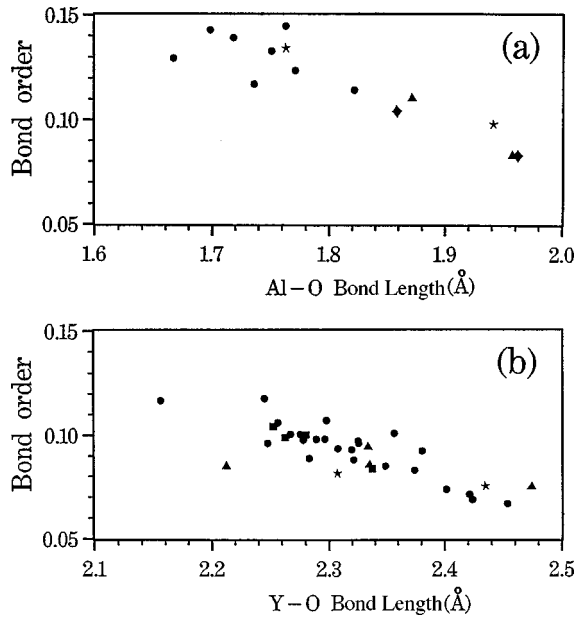 0.15
(a)
0.10
0.05
Bond order
1.6 1.7 1.8 1.9 2.0
Al−O Bond Length(Å)
0.15
(b)
0.10
0.05
Bond order
2.1 2.2 2.3 2.4 2.5
Y−O Bond Length(Å)